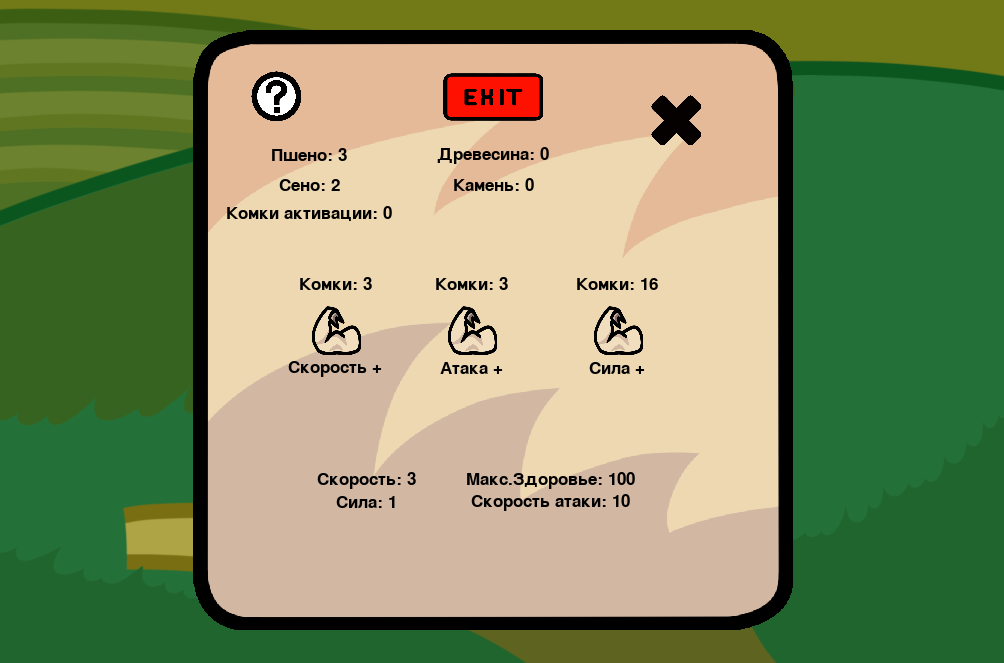 ?
EXIT
Пшено: 3
Древесина: 0
Сено: 2
Камень: 0
Комки активации: 0
Комки: 3
Комки: 3
Комки: 16
Скорость +
Атака +
Сила +
Скорость: 3
Макс.Здоровье: 100
Сила: 1
Скорость атаки: 10